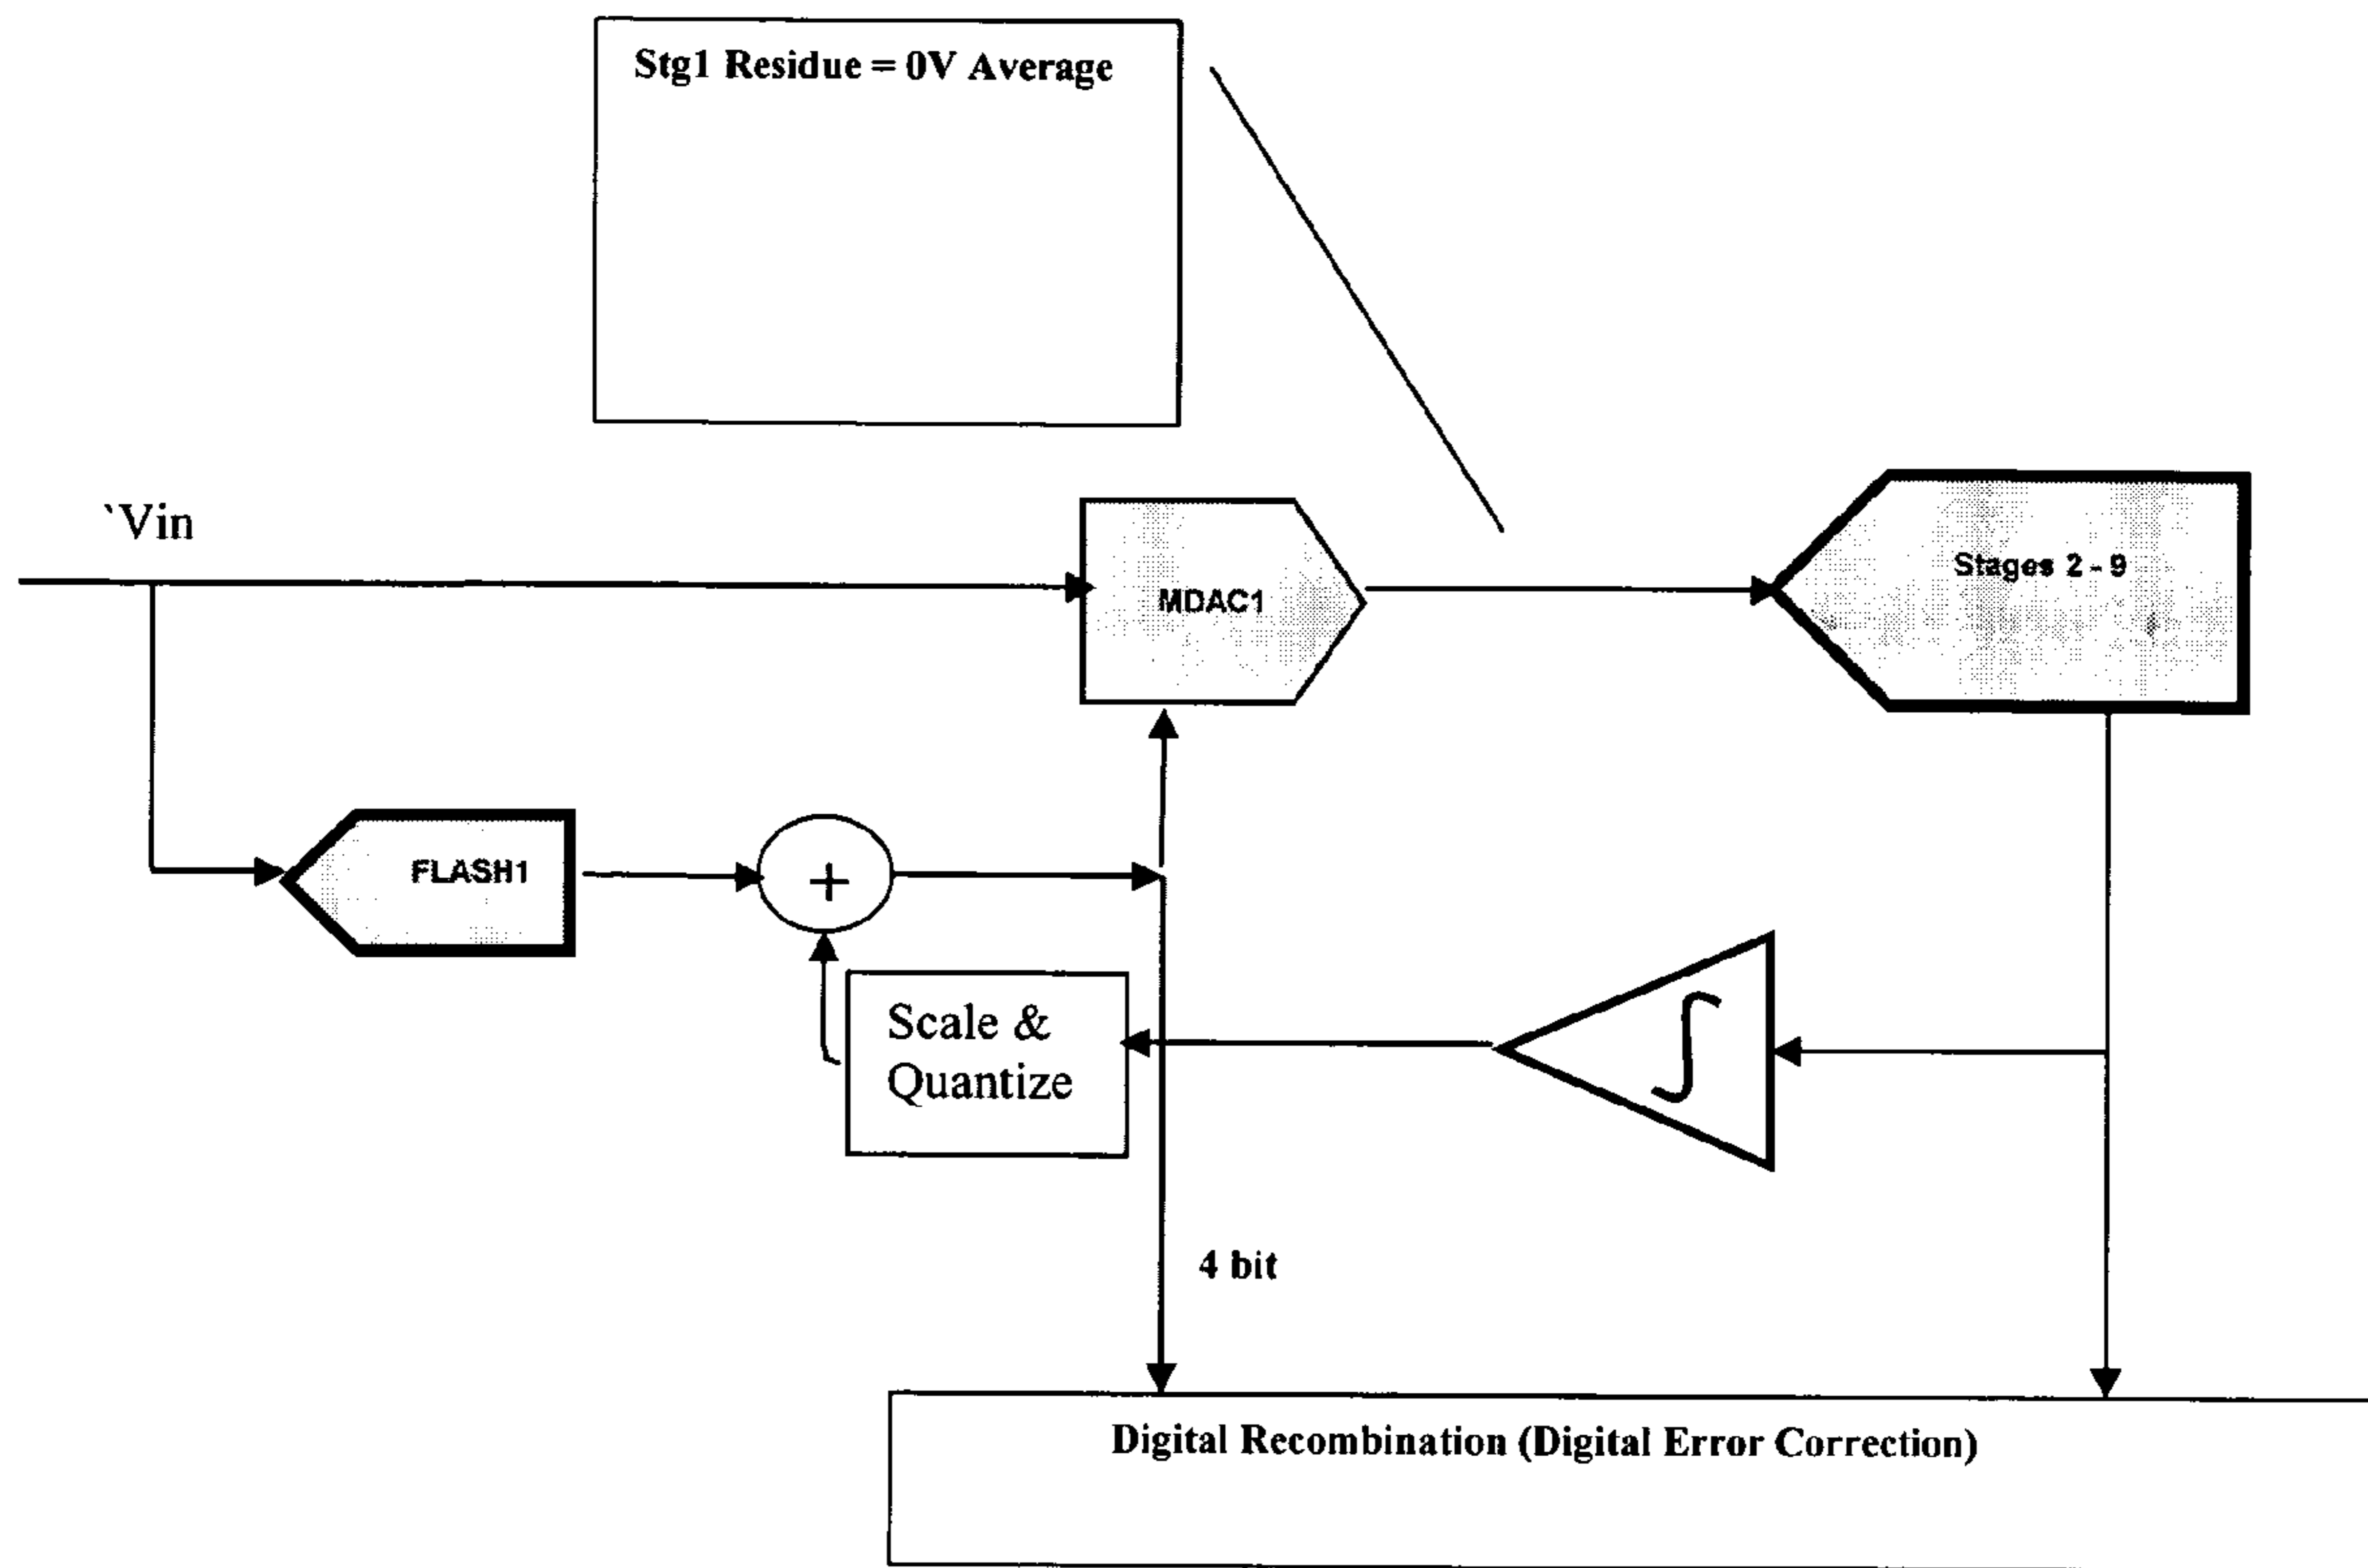 Stg1 Residue = 0V Average
`Vin
MDAC1
Stages 2 - 9
FLASH1
+
Scale &
Quantize
∫
4 bit
Digital Recombination (Digital Error Correction)